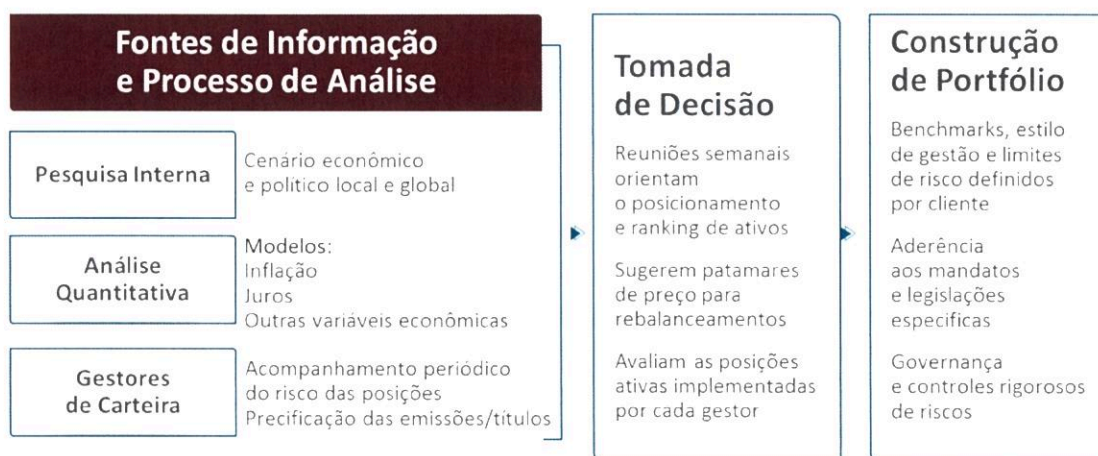 Fontes de Informação
e Processo de Análise
Pesquisa Interna
Cenário econômico
e politico local e global
Análise
Quantitativa
Modelos:
Inflação
Juros
Outras variáveis econômicas
Gestores
de Carteira
Acompanhamento periódico
do risco das posições
Precificação das emissões/títulos
Tomada
de Decisão
Reuniões semanais
orientam
o posicionamento
e ranking de ativos
Sugerem patamares
de preço para
rebalanceamentos
Avaliam as posições
ativas implementadas
por cada gestor
Construção
de Portfólio
Benchmarks, estilo
de gestão e limites
de risco definidos
por cliente
Aderência
aos mandatos
e legislações
especificas
Governança
e controles rigorosos
de riscos